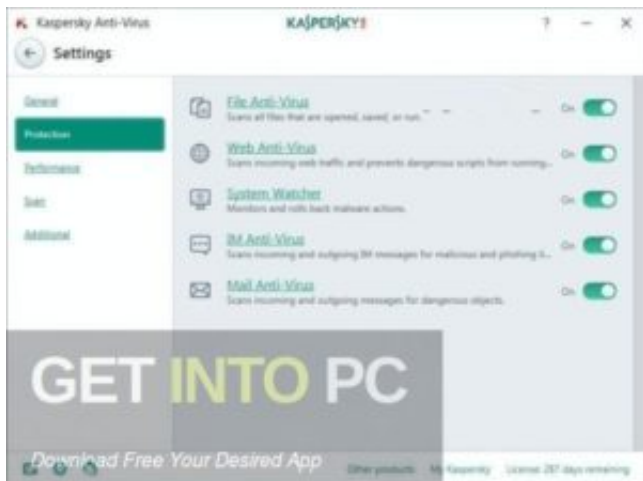 Kaspersky Anti-Virus
KASPERSKY
? – ×
Settings
General
Protection
Performance
Scan
Additional
File Anti-Virus
Scans all files that are opened, saved, or run.
On
Web Anti-Virus
Scans incoming web traffic and prevents dangerous scripts from running...
On
System Watcher
Monitors and rolls back malware actions.
On
IM Anti-Virus
Scans incoming and outgoing IM messages for malicious and phishing li...
On
Mail Anti-Virus
Scans incoming and outgoing messages for dangerous objects.
On
GET INTO PC
Download Free Your Desired App
Other products My Kaspersky License: 287 days remaining